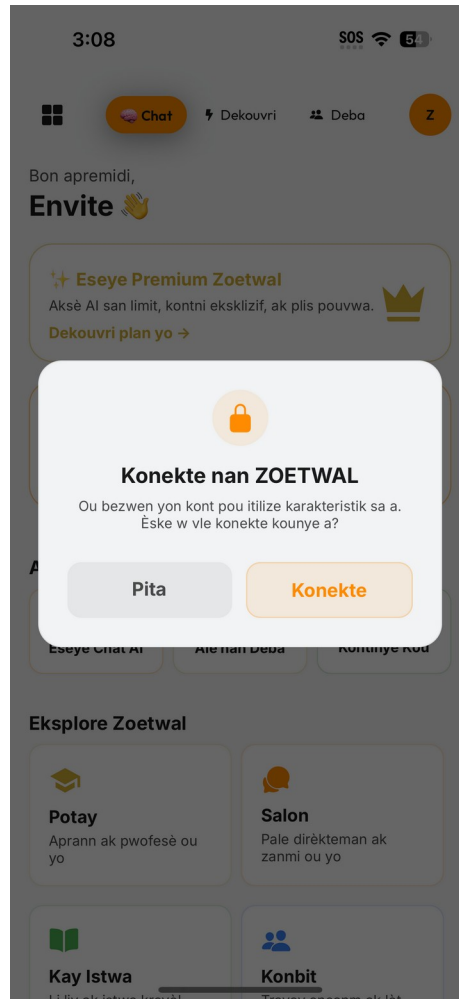 3:08
SOS
54
Chat
Dekouvri
Deba
Z
Bon apremidi,
Envite 👋
✨ Eseye Premium Zoetwal
Aksè AI san limit, kontni eksklizif, ak plis pouvwa.
Dekouvri plan yo →
Konekte nan ZOETWAL
Ou bezwen yon kont pou itilize karakteristik sa a.
Èske w vle konekte kounye a?
Pita
Konekte
A
Eseye Chat AI
Ale nan Deba
Kontinye Kou
Eksplore Zoetwal
Potay
Aprann ak pwofesè ou
yo
Salon
Pale dirèkteman ak
zanmi ou yo
Kay Istwa
Konbit